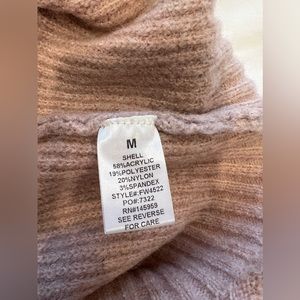 M
SHELL
58%ACRYLIC
19%POLYESTER
20%NYLON
3%SPANDEX
STYLE#:FW4522
PO#:7322
RN#145959
SEE REVERSE
FOR CARE